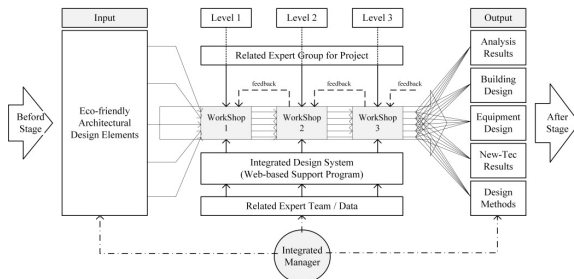 Input
Level 1
Level 2
Level 3
Output
Related Expert Group for Project
feedback
feedback
feedback
Beford
Stage
Eco-friendly
Architectural
Design Elements
WorkShop
1
WorkShop
2
WorkShop
3
Integrated Design System
(Web-based Support Program)
Related Expert Team / Data
Integrated
Manager
Analysis
Results
Building
Design
Equipment
Design
New-Tec
Results
Design
Methods
After
Stage